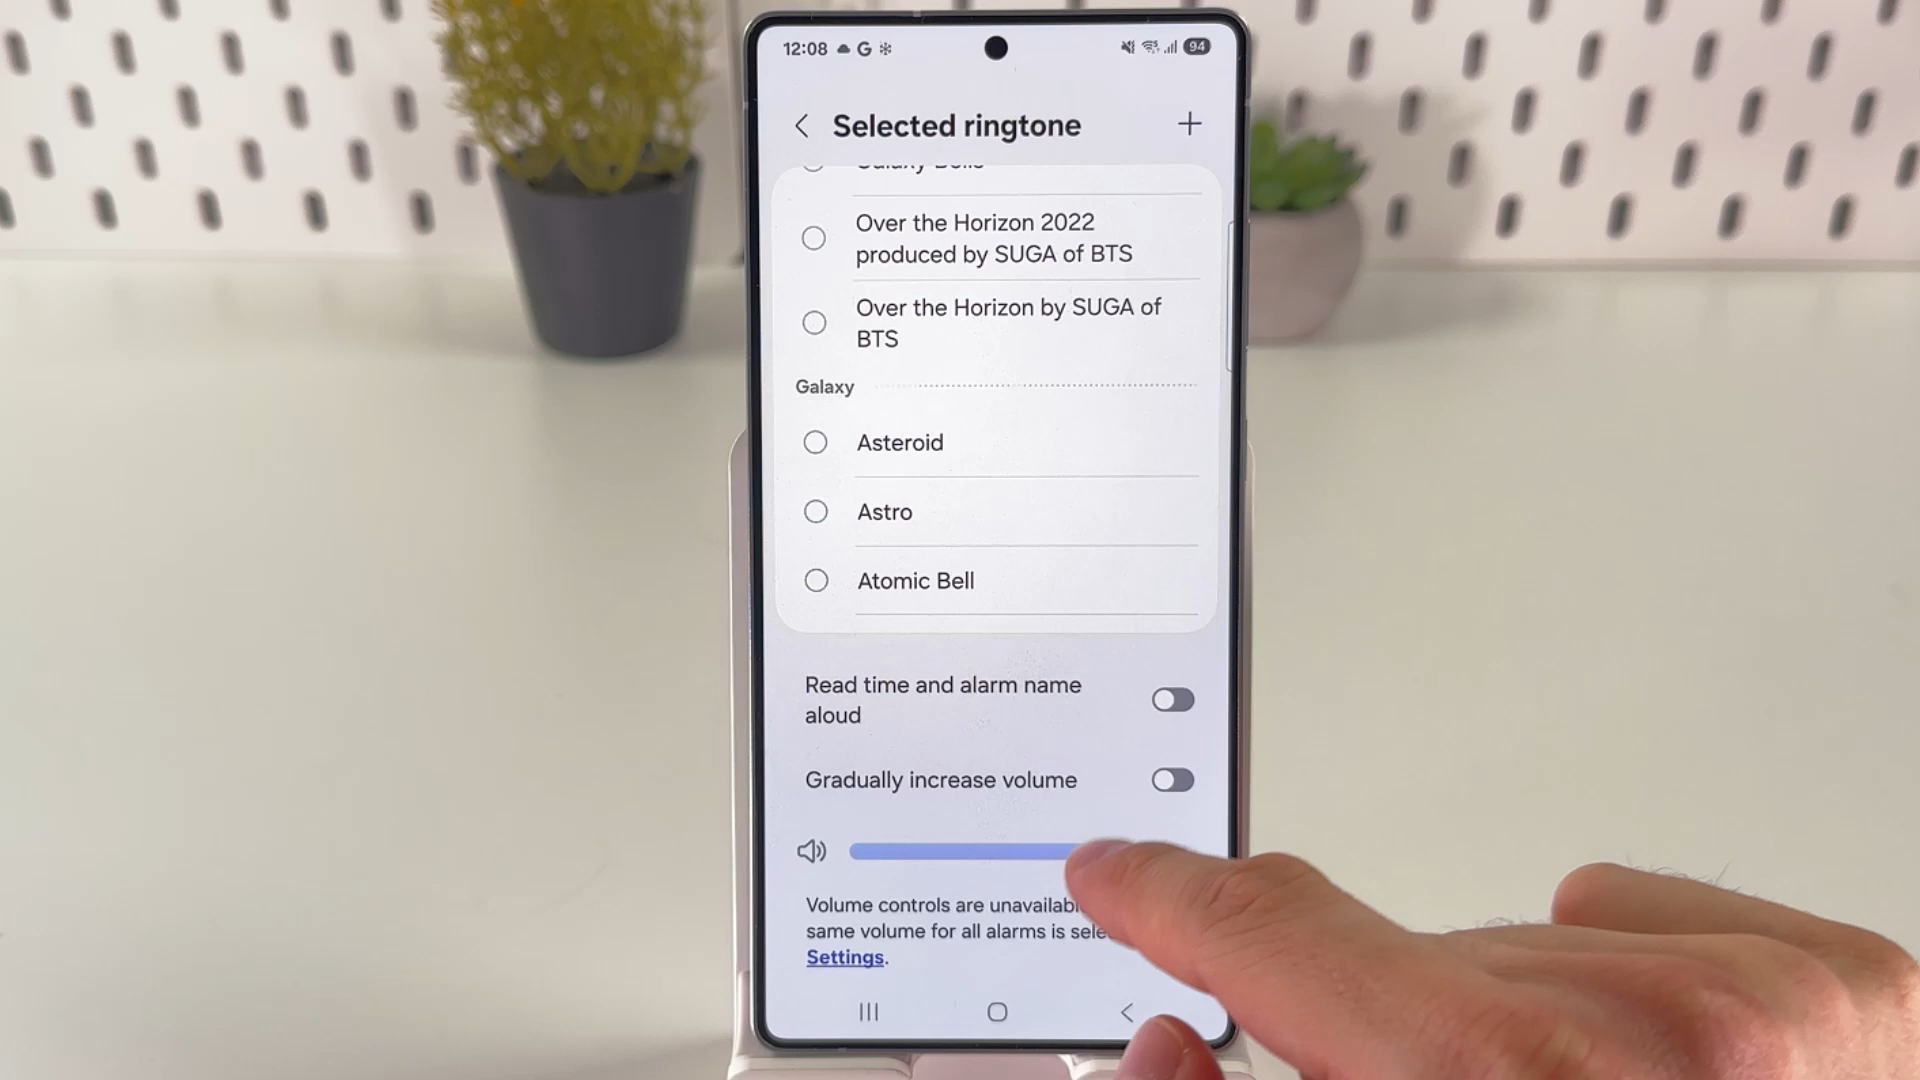 12:08 G 94
Selected ringtone
Over the Horizon 2022
produced by SUGA of BTS
Over the Horizon by SUGA of
BTS
Galaxy
Asteroid
Astro
Atomic Bell
Read time and alarm name
aloud
Gradually increase volume
Volume controls are
same volume for all alarms is
Settings.